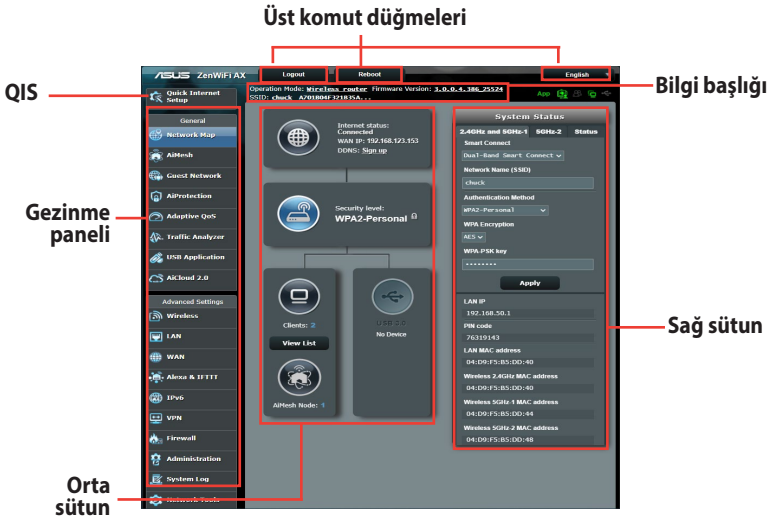 Üst komut düğmeleri
QIS
Bilgi başlığı
Gezinme
paneli
Sağ sütun
Orta
sütun
ASUS ZenWiFi AX
Logout
Reboot
English
Operation Mode: Wireless router Firmware Version: 3.0.0.4.386_25524
SSID: chuck A701804F321835A...
App
Quick Internet
Setup
General
Network Map
AiMesh
Guest Network
AiProtection
Adaptive QoS
Traffic Analyzer
USB Application
AiCloud 2.0
Advanced Settings
Wireless
LAN
WAN
Alexa & IFTTT
IPv6
VPN
Firewall
Administration
System Log
Network Tools
Internet status:
Connected
WAN IP: 192.168.123.153
DDNS: Sign up
Security level:
WPA2-Personal
Clients: 2
View List
AiMesh Node: 1
USB 2.0
No Device
System Status
2.4GHz and 5GHz-1 5GHz-2 Status
Smart Connect
Dual-Band Smart Connect
Network Name (SSID)
chuck
Authentication Method
WPA2-Personal
WPA Encryption
AES
WPA-PSK key
••••••••
Apply
LAN IP
192.168.50.1
PIN code
76319143
LAN MAC address
04:D9:F5:B5:DD:40
Wireless 2.4GHz MAC address
04:D9:F5:B5:DD:40
Wireless 5GHz-1 MAC address
04:D9:F5:B5:DD:44
Wireless 5GHz-2 MAC address
04:D9:F5:B5:DD:48